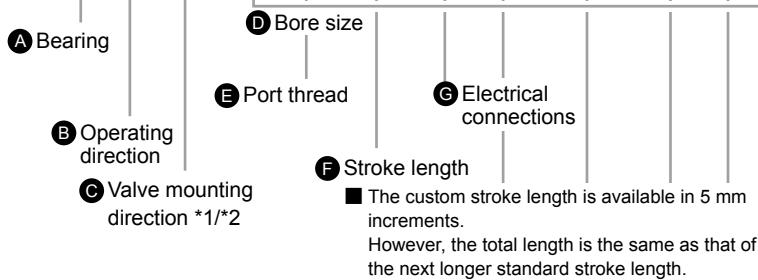 D Bore size
A Bearing
E Port thread
G Electrical
connections
B Operating
direction
F Stroke length
C Valve mounting
direction *1/*2
■ The custom stroke length is available in 5 mm
increments.
However, the total length is the same as that of
the next longer standard stroke length.